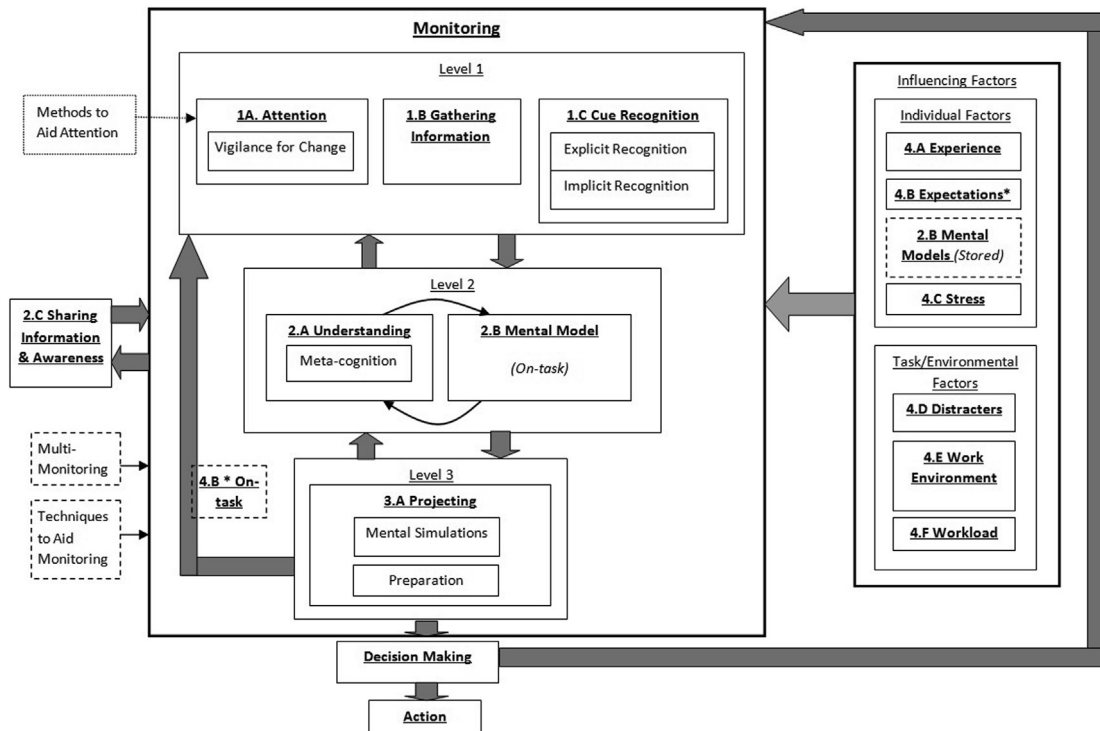 Monitoring
Level 1
Methods to
Aid Attention
1A. Attention
Vigilance for Change
1.B Gathering
Information
1.C Cue Recognition
Explicit Recognition
Implicit Recognition
Level 2
2.A Understanding
Meta-cognition
2.B Mental Model
(On-task)
2.C Sharing
Information
& Awareness
Multi-
Monitoring
Techniques
to Aid
Monitoring
4.B * On-
task
Level 3
3.A Projecting
Mental Simulations
Preparation
Decision Making
Action
Influencing Factors
Individual Factors
4.A Experience
4.B Expectations*
2.B Mental
Models (Stored)
4.C Stress
Task/Environmental
Factors
4.D Distracters
4.E Work
Environment
4.F Workload